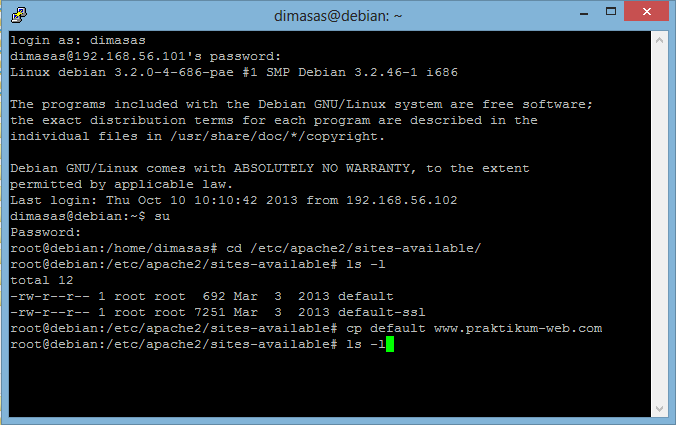 dimasas@debian: ~
login as: dimasas
dimasas@192.168.56.101's password:
Linux debian 3.2.0-4-686-pae #1 SMP Debian 3.2.46-1 i686

The programs included with the Debian GNU/Linux system are free software;
the exact distribution terms for each program are described in the
individual files in /usr/share/doc/*/copyright.

Debian GNU/Linux comes with ABSOLUTELY NO WARRANTY, to the extent
permitted by applicable law.
Last login: Thu Oct 10 10:10:42 2013 from 192.168.56.102
dimasas@debian:~$ su
Password:
root@debian:/home/dimasas# cd /etc/apache2/sites-available/
root@debian:/etc/apache2/sites-available# ls -l
total 12
-rw-r--r-- 1 root root  692 Mar  3  2013 default
-rw-r--r-- 1 root root 7251 Mar  3  2013 default-ssl
root@debian:/etc/apache2/sites-available# cp default www.praktikum-web.com
root@debian:/etc/apache2/sites-available# ls -l